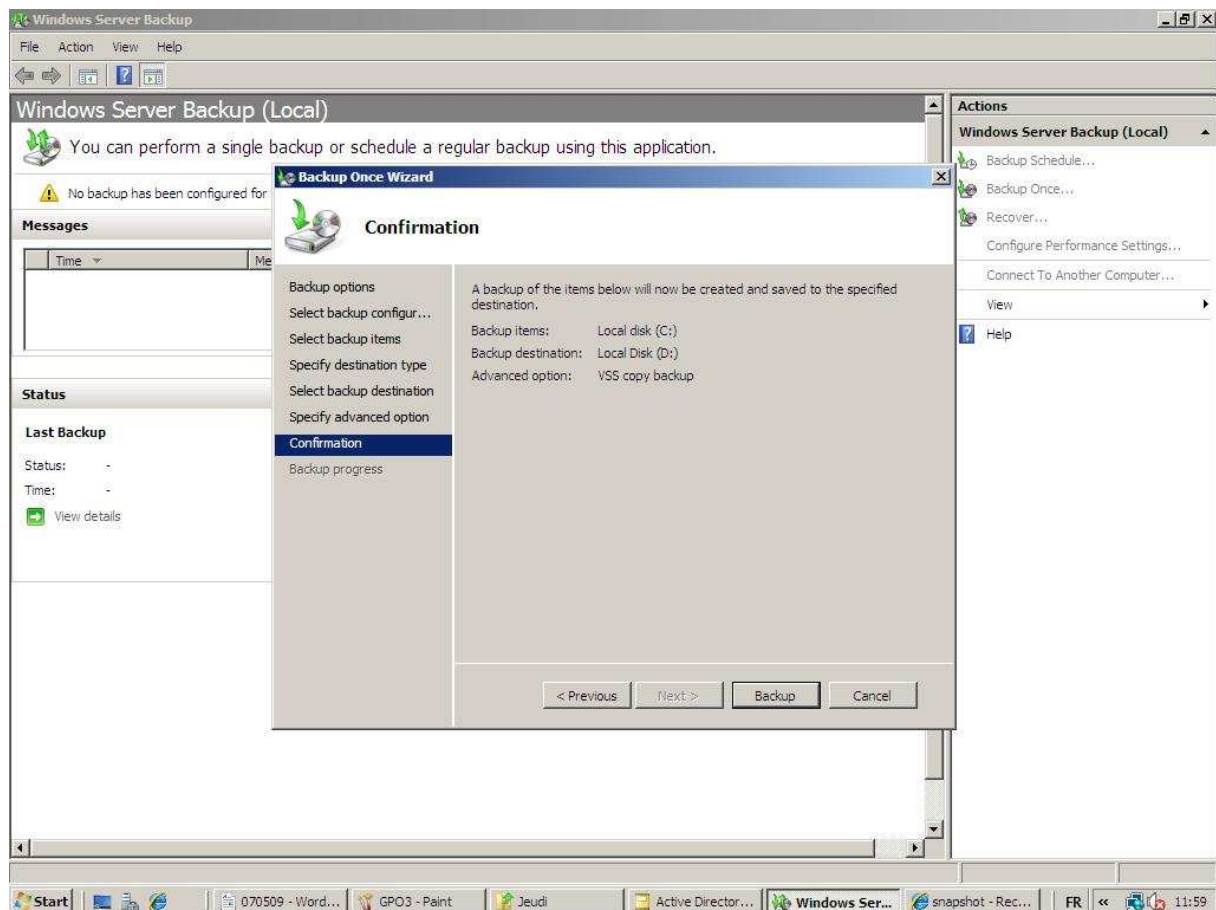 Windows Server Backup
File Action View Help
Windows Server Backup (Local)
You can perform a single backup or schedule a regular backup using this application.
No backup has been configured for
Messages
Time
Me
Status
Last Backup
Status: -
Time: -
View details
Backup Once Wizard
Confirmation
Backup options
Select backup configur...
Select backup items
Specify destination type
Select backup destination
Specify advanced option
Confirmation
Backup progress
A backup of the items below will now be created and saved to the specified
destination.
Backup items: Local disk (C:)
Backup destination: Local Disk (D:)
Advanced option: VSS copy backup
< Previous
Next >
Backup
Cancel
Actions
Windows Server Backup (Local)
Backup Schedule...
Backup Once...
Recover...
Configure Performance Settings...
Connect To Another Computer...
View
Help
Start
070509 - Word...
GPO3 - Paint
Jeudi
Active Director...
Windows Ser...
snapshot - Rec...
FR
11:59